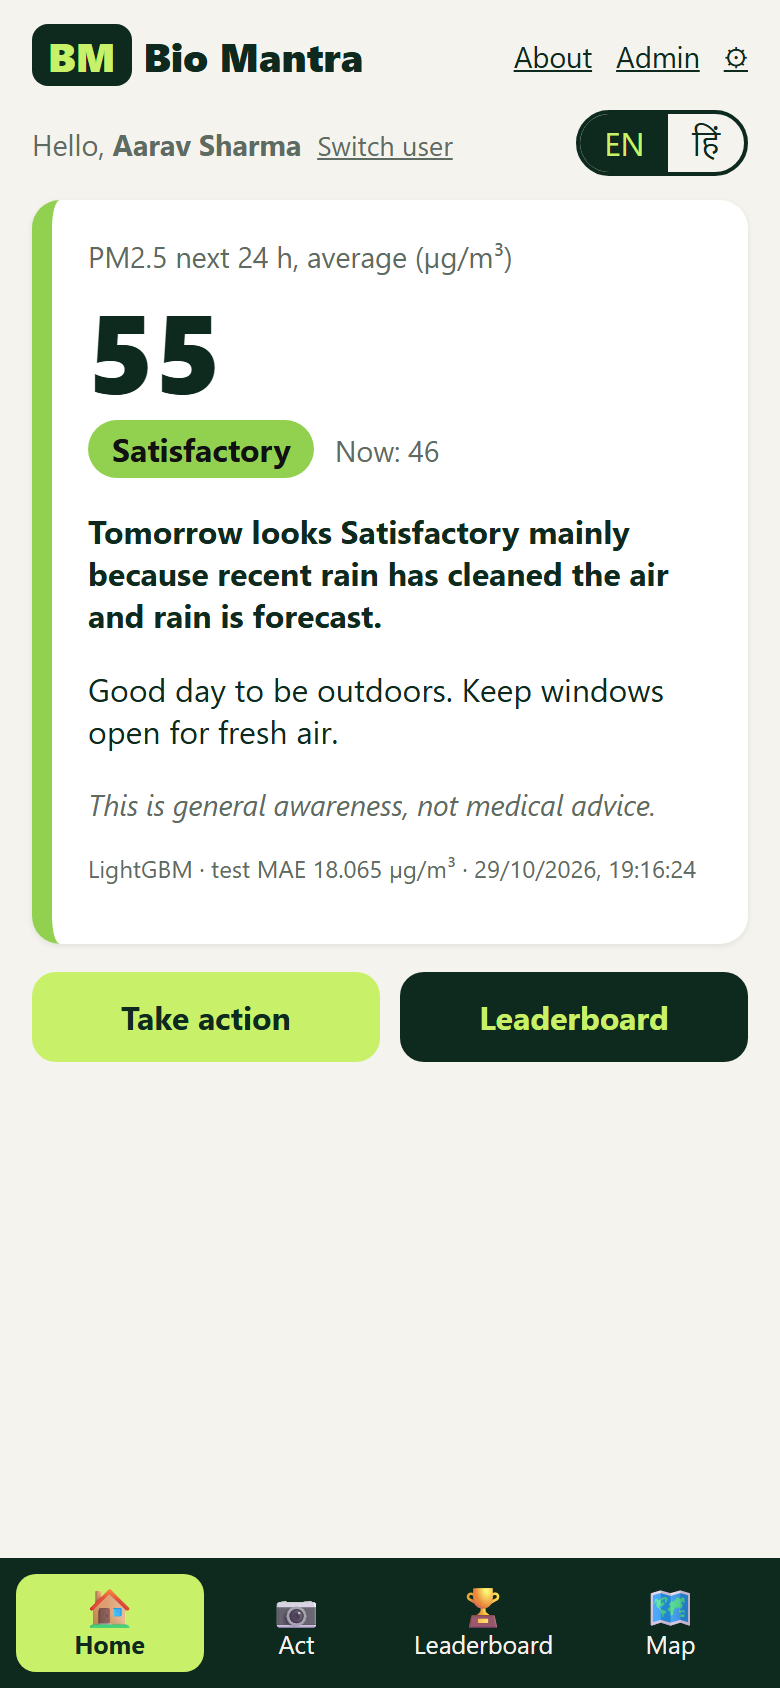 BM Bio Mantra About Admin ⚙
Hello, Aarav Sharma Switch user EN हिं
PM2.5 next 24 h, average (µg/m³)
55
Satisfactory Now: 46
Tomorrow looks Satisfactory mainly
because recent rain has cleaned the air
and rain is forecast.
Good day to be outdoors. Keep windows
open for fresh air.
This is general awareness, not medical advice.
LightGBM · test MAE 18.065 µg/m³ · 29/10/2026, 19:16:24
Take action Leaderboard
Home Act Leaderboard Map